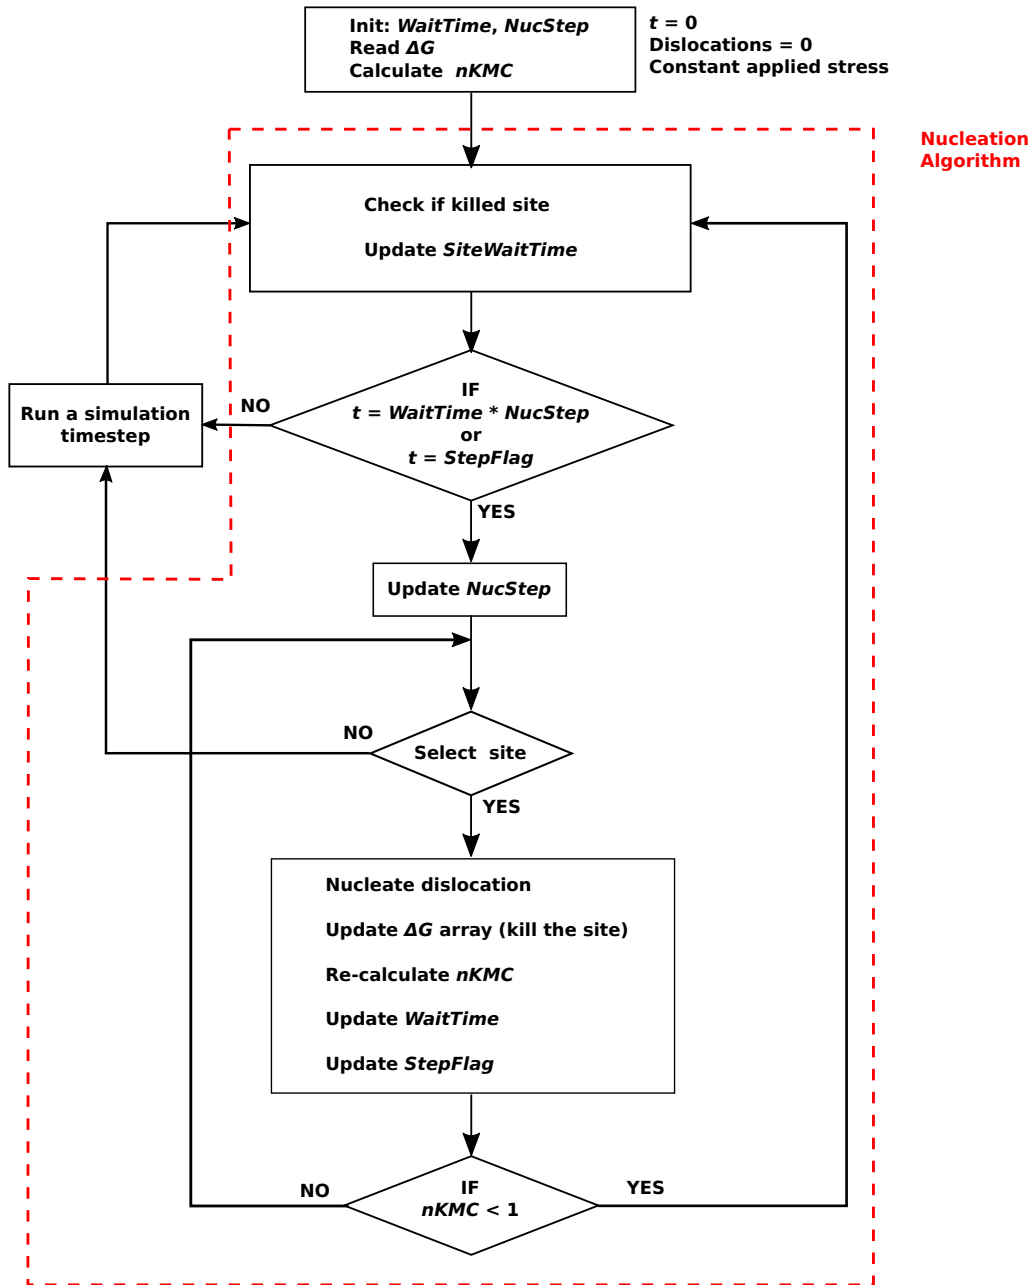 Init: WaitTime, NucStep
Read ΔG
Calculate nKMC
t = 0
Dislocations = 0
Constant applied stress
Nucleation
Algorithm
Check if killed site
Update SiteWaitTime
IF
t = WaitTime * NucStep
or
t = StepFlag
NO
Run a simulation
timestep
YES
Update NucStep
NO
Select site
YES
Nucleate dislocation
Update ΔG array (kill the site)
Re-calculate nKMC
Update WaitTime
Update StepFlag
NO
IF
nKMC < 1
YES